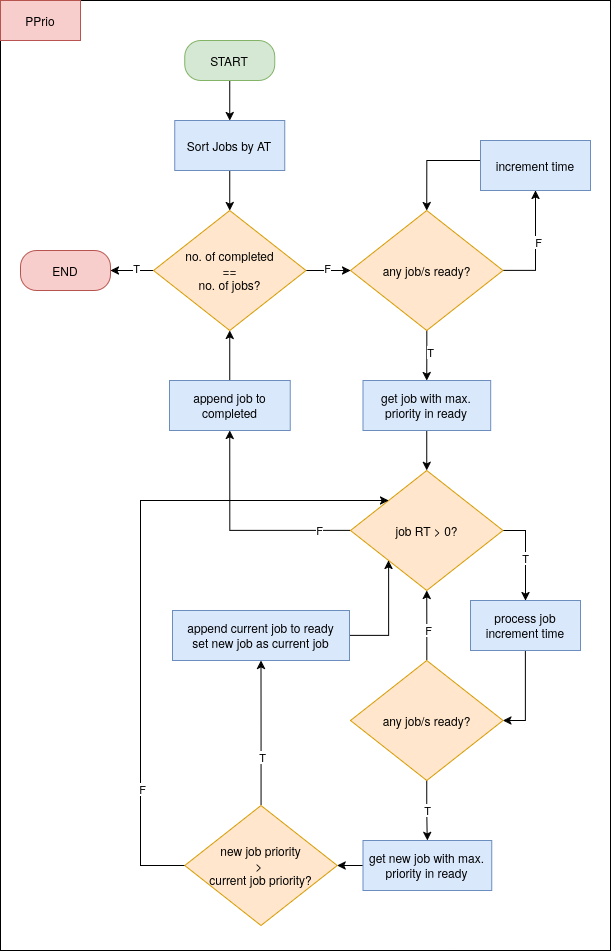 PPrio
START
Sort Jobs by AT
increment time
no. of completed
==
no. of jobs?
any job/s ready?
END
T
F
F
T
append job to
completed
get job with max.
priority in ready
job RT > 0?
F
T
append current job to ready
set new job as current job
process job
increment time
F
any job/s ready?
T
F
T
new job priority
>
current job priority?
get new job with max.
priority in ready